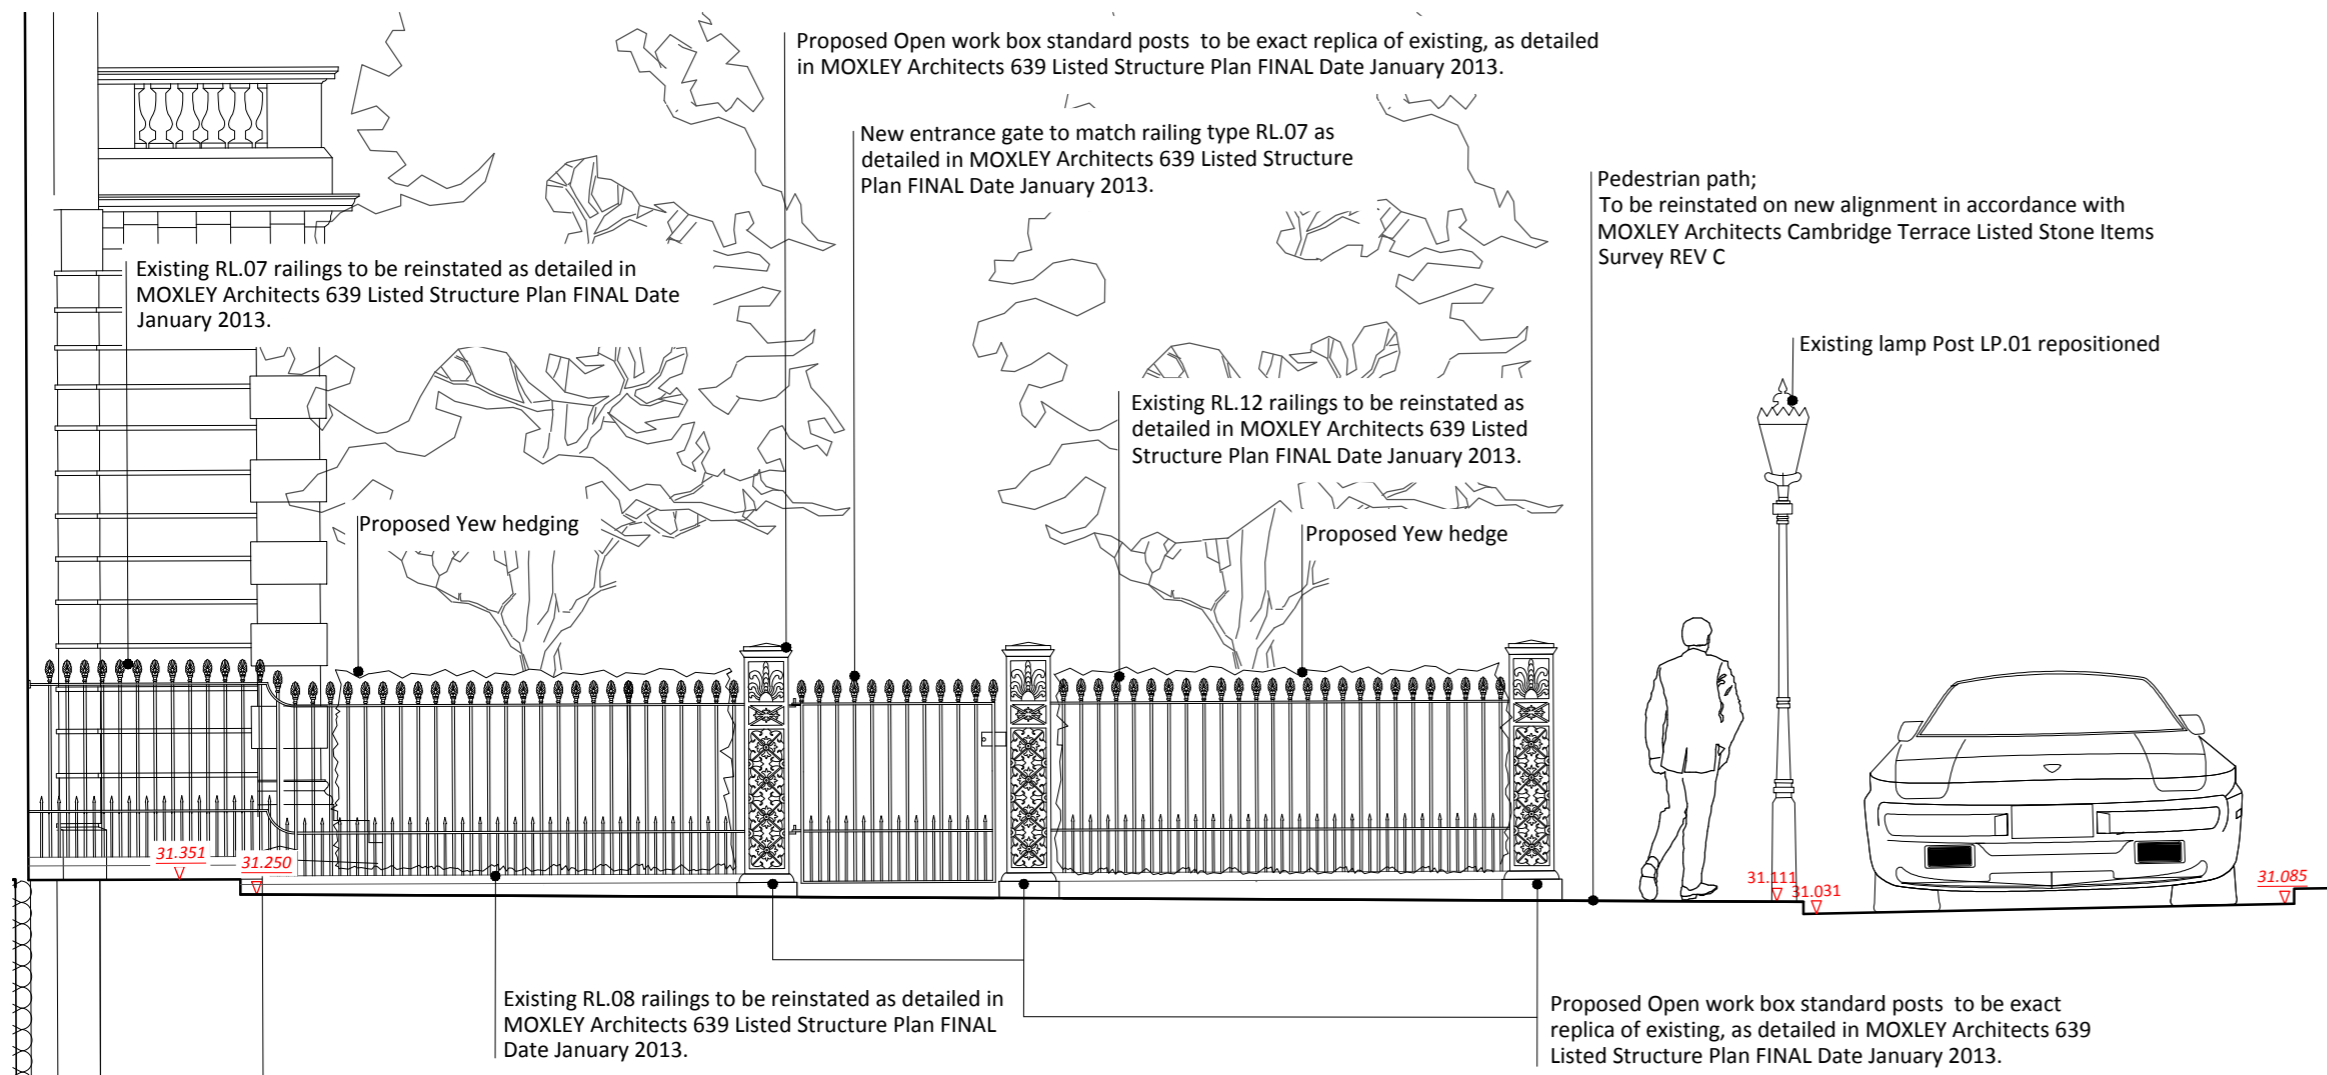 Proposed Open work box standard posts to be exact replica of existing, as detailed
in MOXLEY Architects 639 Listed Structure Plan FINAL Date January 2013.
New entrance gate to match railing type RL.07 as
detailed in MOXLEY Architects 639 Listed Structure
Plan FINAL Date January 2013.
Pedestrian path;
To be reinstated on new alignment in accordance with
MOXLEY Architects Cambridge Terrace Listed Stone Items
Survey REV C
Existing RL.07 railings to be reinstated as detailed in
MOXLEY Architects 639 Listed Structure Plan FINAL Date
January 2013.
Existing lamp Post LP.01 repositioned
Existing RL.12 railings to be reinstated as
detailed in MOXLEY Architects 639 Listed
Structure Plan FINAL Date January 2013.
Proposed Yew hedging
Proposed Yew hedge
31.351
31.250
31.111
31.031
31.085
Existing RL.08 railings to be reinstated as detailed in
MOXLEY Architects 639 Listed Structure Plan FINAL
Date January 2013.
Proposed Open work box standard posts to be exact
replica of existing, as detailed in MOXLEY Architects 639
Listed Structure Plan FINAL Date January 2013.